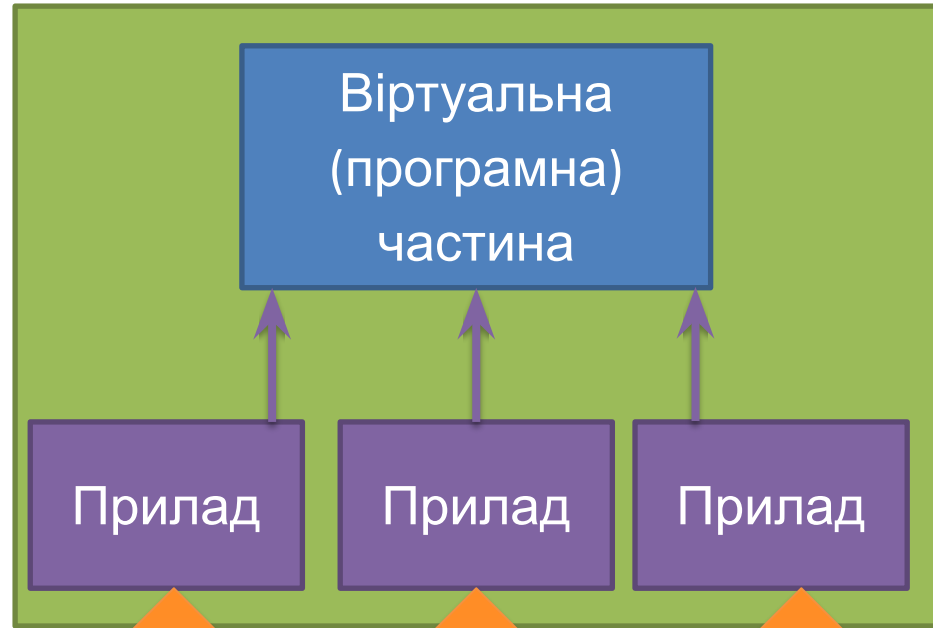 Віртуальна
(програмна)
частина
Прилад
Прилад
Прилад